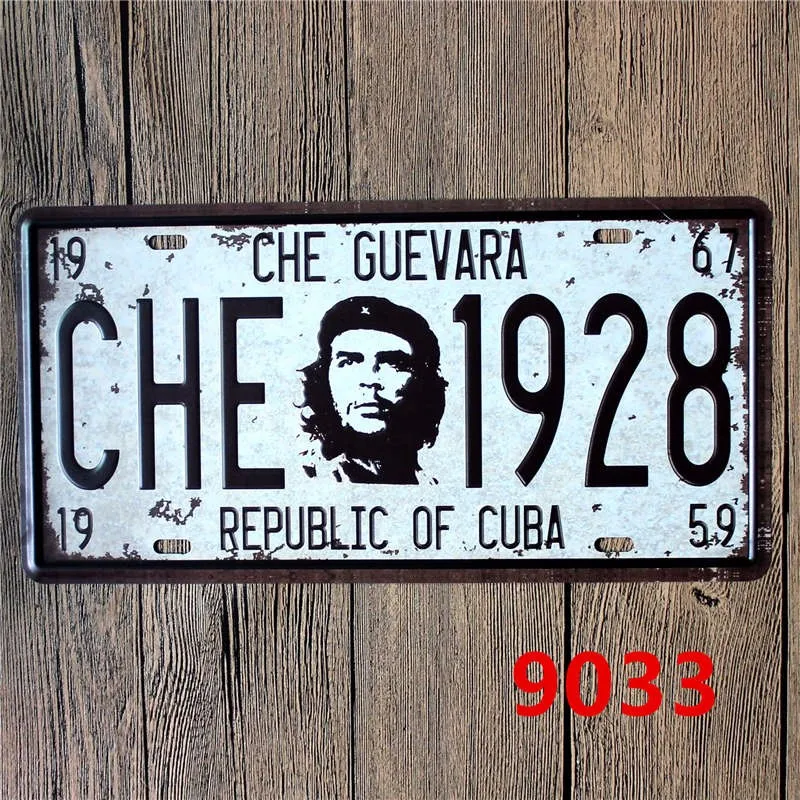 19 CHE GUEVARA 67
CHE 1928
19 REPUBLIC OF CUBA 59
9033